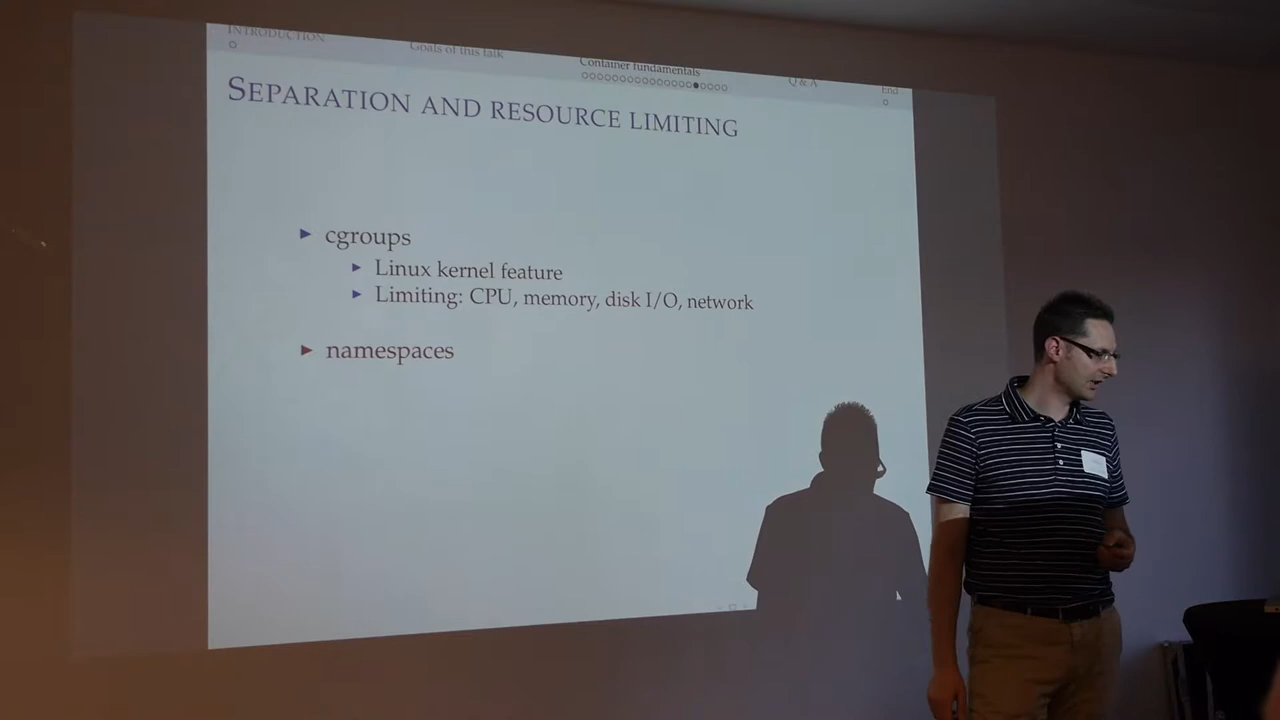 INTRODUCTION
Goals of this talk
Container fundamentals
Q & A
End
SEPARATION AND RESOURCE LIMITING
cgroups
Linux kernel feature
Limiting: CPU, memory, disk I/O, network
namespaces